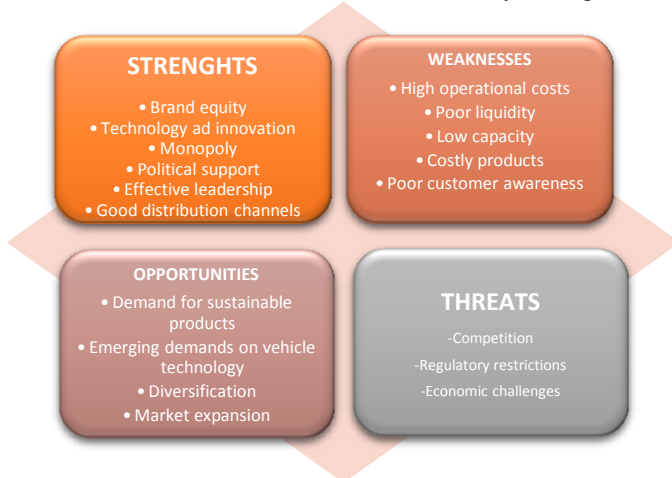 STRENGHTS
• Brand equity
• Technology ad innovation
• Monopoly
• Political support
• Effective leadership
• Good distribution channels
WEAKNESSES
• High operational costs
• Poor liquidity
• Low capacity
• Costly products
• Poor customer awareness
OPPORTUNITIES
• Demand for sustainable
products
• Emerging demands on vehicle
technology
• Diversification
• Market expansion
THREATS
-Competition
-Regulatory restrictions
-Economic challenges